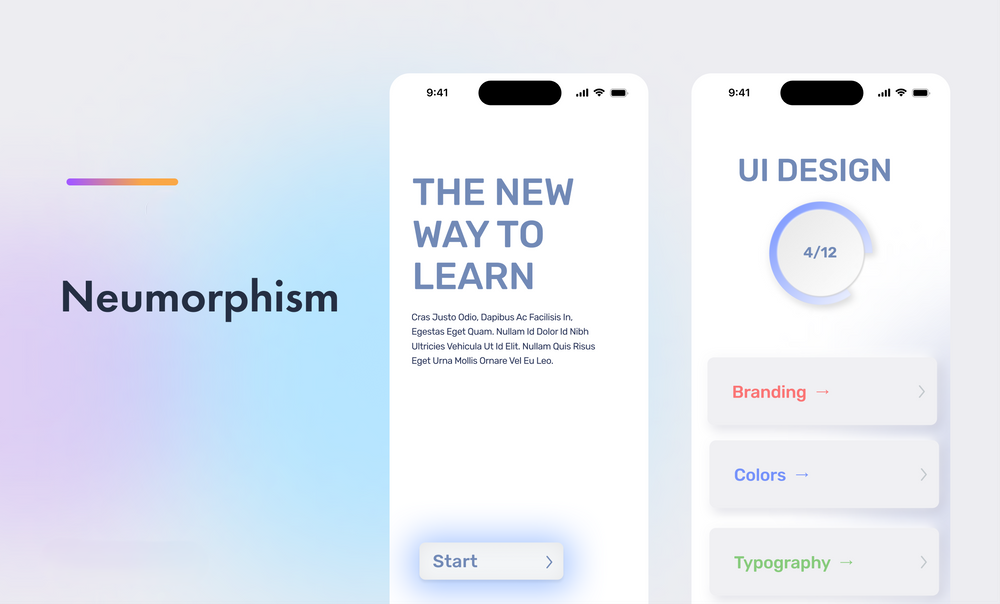 Neumorphism
9:41
THE NEW
WAY TO
LEARN
Cras Justo Odio, Dapibus Ac Facilisis In,
Egestas Eget Quam. Nullam Id Dolor Id Nibh
Ultricies Vehicula Ut Id Elit. Nullam Quis Risus
Eget Urna Mollis Ornare Vel Eu Leo.
Start
9:41
UI DESIGN
4/12
Branding →
Colors →
Typography →